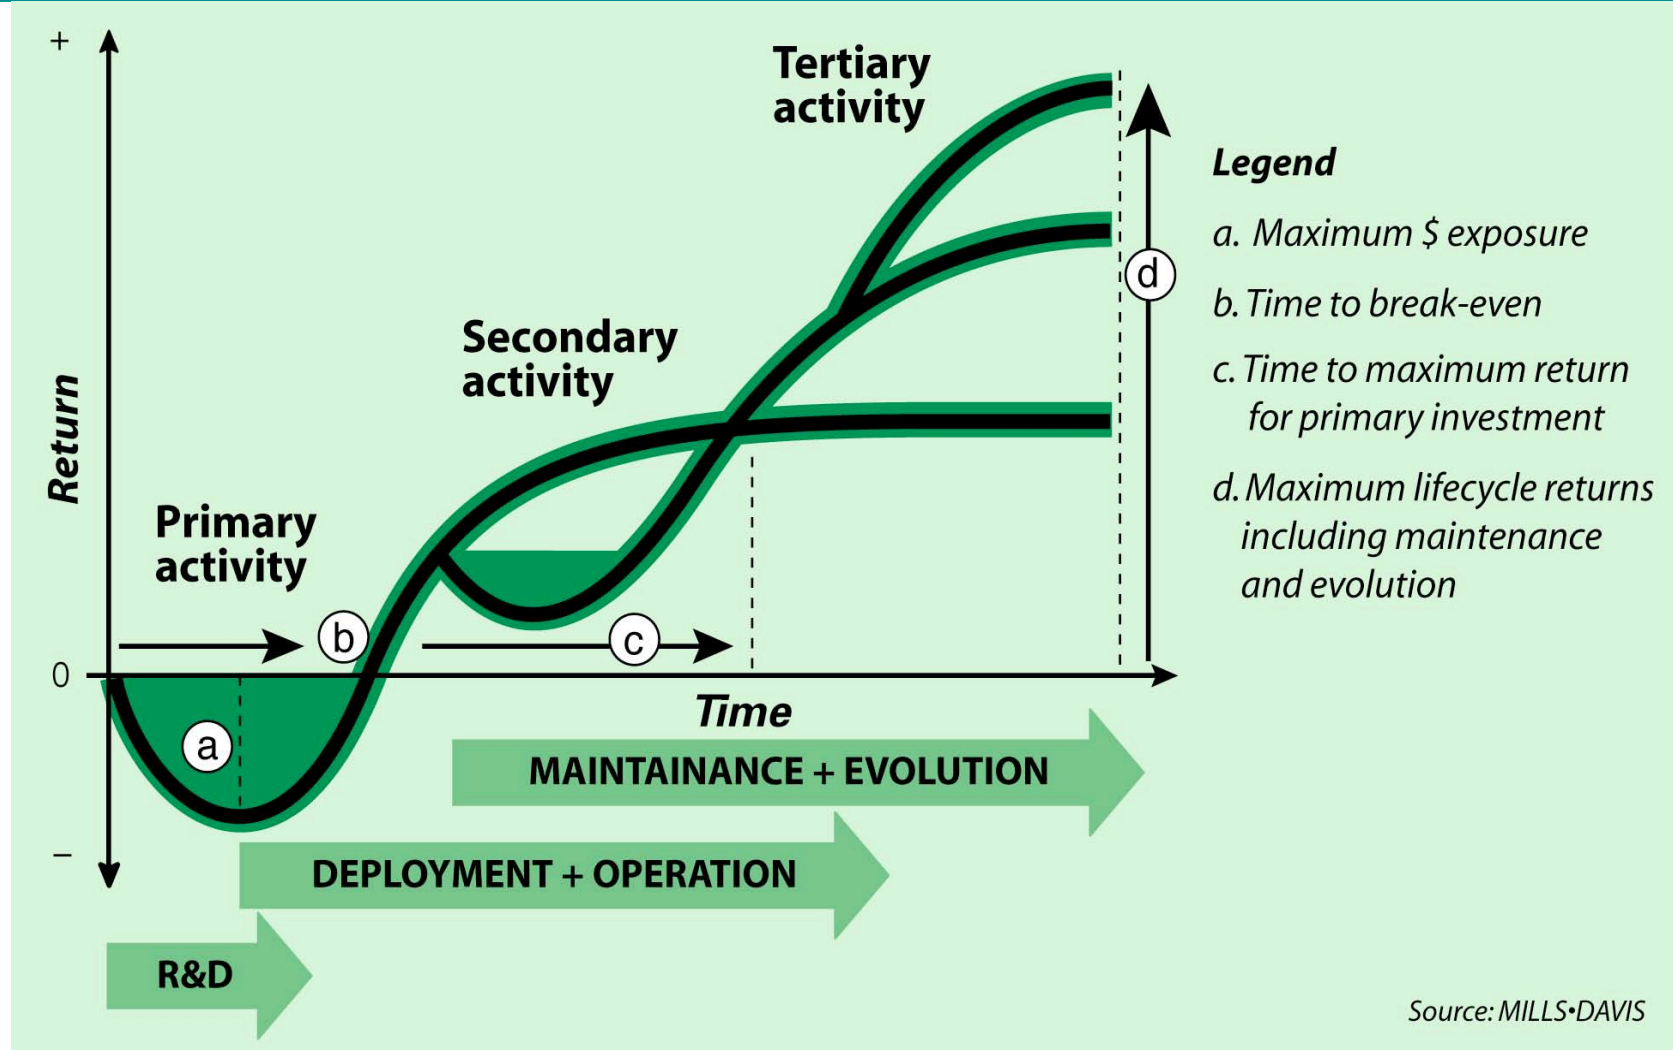 +
Tertiary
activity
Legend
a. Maximum $ exposure
d
b. Time to break-even
Secondary
activity
c. Time to maximum return
for primary investment
Return
d. Maximum lifecycle returns
including maintenance
and evolution
Primary
activity
b
c
0
Time
a
MAINTAINANCE + EVOLUTION
–
DEPLOYMENT + OPERATION
R&D
Source: MILLS•DAVIS